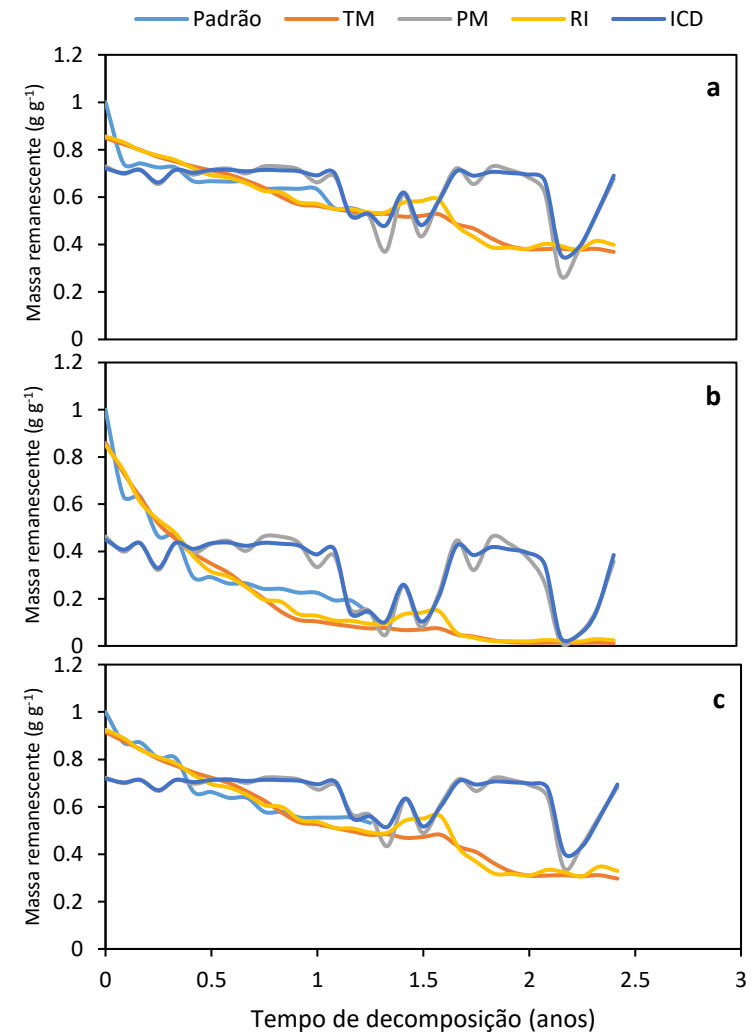 Padrão TM PM RI ICD
a
Massa remanescente (g g⁻¹)
1.2
1
0.8
0.6
0.4
0.2
0
b
Massa remanescente (g g⁻¹)
1.2
1
0.8
0.6
0.4
0.2
0
c
Massa remanescente (g g⁻¹)
1.2
1
0.8
0.6
0.4
0.2
0
0 0.5 1 1.5 2 2.5 3
Tempo de decomposição (anos)